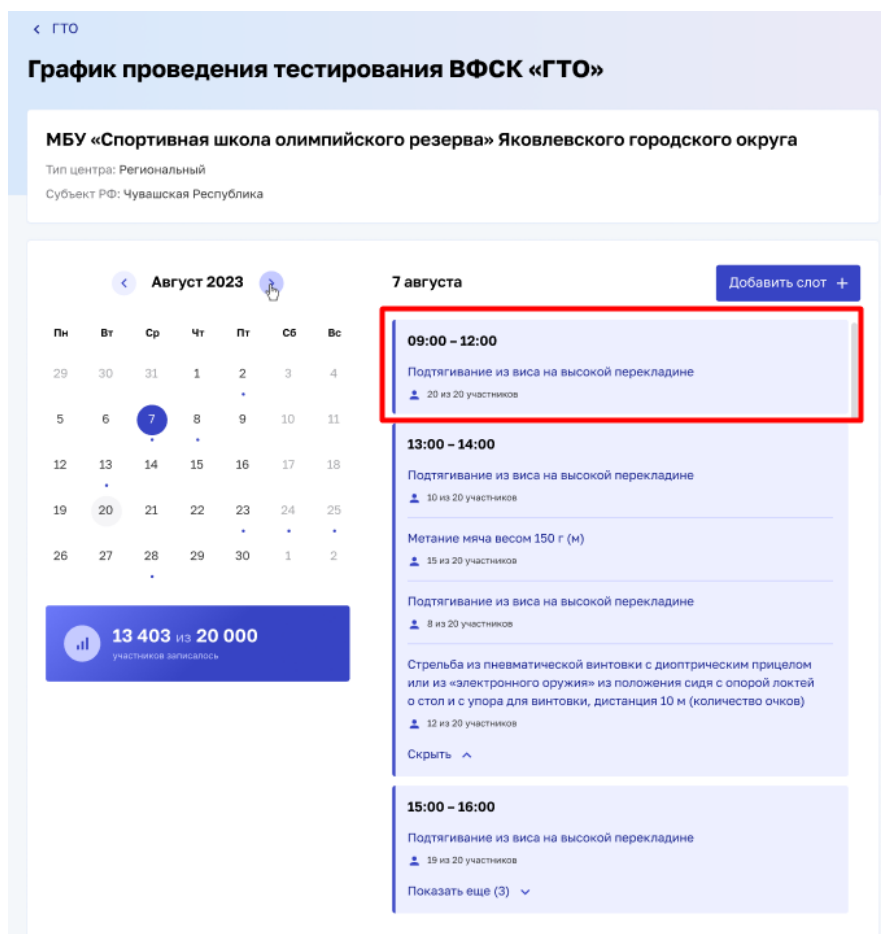 ГТО
График проведения тестирования ВФСК «ГТО»
МБУ «Спортивная школа олимпийского резерва» Яковлевского городского округа
Тип центра: Региональный
Субъект РФ: Чувашская Республика
Август 2023
Пн Вт Ср Чт Пт Сб Вс
29 30 31 1 2 3 4
5 6 7 8 9 10 11
12 13 14 15 16 17 18
19 20 21 22 23 24 25
26 27 28 29 30 1 2
13 403 из 20 000
участников записалось
7 августа
Добавить слот +
09:00 – 12:00
Подтягивание из виса на высокой перекладине
20 из 20 участников
13:00 – 14:00
Подтягивание из виса на высокой перекладине
10 из 20 участников
Метание мяча весом 150 г (м)
15 из 20 участников
Подтягивание из виса на высокой перекладине
8 из 20 участников
Стрельба из пневматической винтовки с диоптрическим прицелом
или из «электронного оружия» из положения сидя с опорой локтей
о стол и с упора для винтовки, дистанция 10 м (количество очков)
12 из 20 участников
Скрыть
15:00 – 16:00
Подтягивание из виса на высокой перекладине
19 из 20 участников
Показать еще (3)